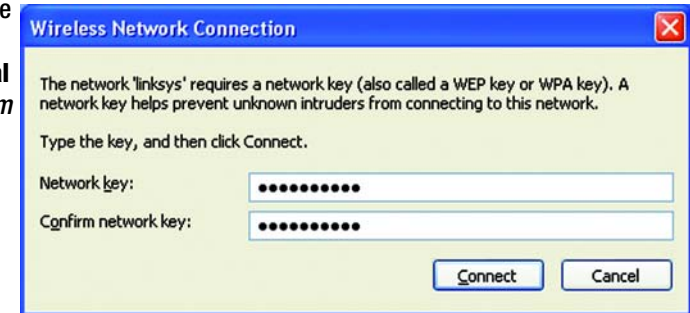 e
al
m
Wireless Network Connection
The network 'linksys' requires a network key (also called a WEP key or WPA key). A
network key helps prevent unknown intruders from connecting to this network.
Type the key, and then click Connect.
Network key: ●●●●●●●●●●
Confirm network key: ●●●●●●●●●●
Connect Cancel